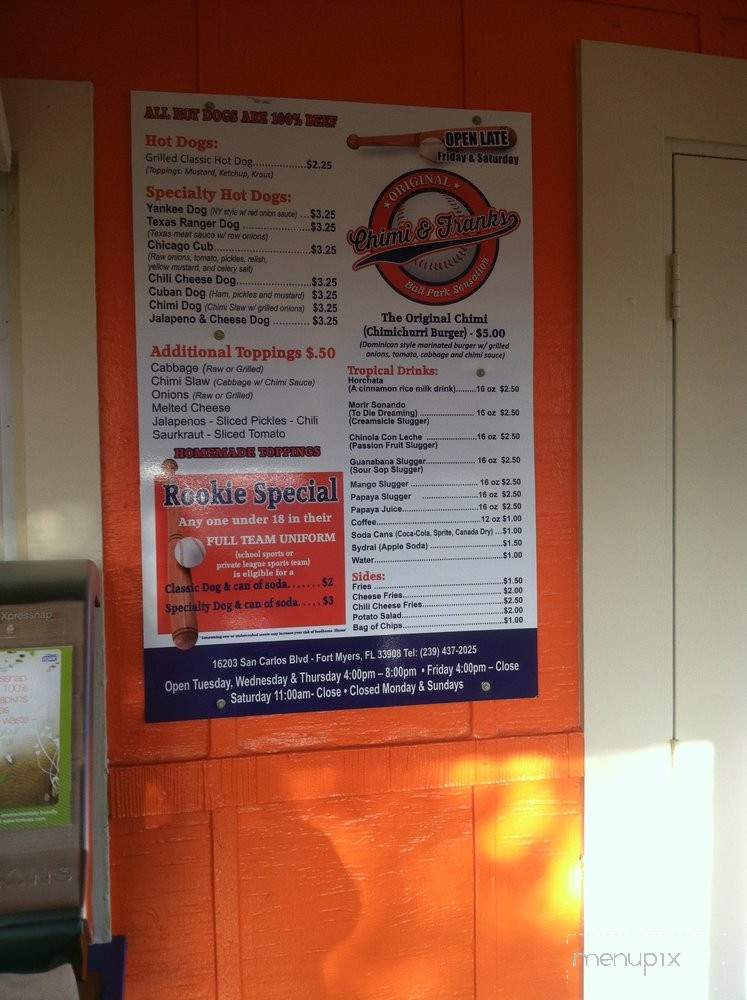 ALL HOT DOGS ARE 100% BEEF
Hot Dogs:
Grilled Classic Hot Dog..............$2.25
(Toppings: Mustard, Ketchup, Kraut)
Specialty Hot Dogs:
Yankee Dog (NY style w/ red onion sauce) ...$3.25
Texas Ranger Dog ........................$3.25
(Texas meat sauce w/ raw onions)
Chicago Cub...............................$3.25
(Raw onions, tomato, pickles, relish,
yellow mustard, and celery salt)
Chili Cheese Dog.........................$3.25
Cuban Dog (Ham, pickles and mustard) $3.25
Chimi Dog (Chimi Slaw w/ grilled onions) $3.25
Jalapeno & Cheese Dog ............ $3.25
Additional Toppings $.50
Cabbage (Raw or Grilled)
Chimi Slaw (Cabbage w/ Chimi Sauce)
Onions (Raw or Grilled)
Melted Cheese
Jalapenos - Sliced Pickles - Chili
Saurkraut - Sliced Tomato
HOMEMADE TOPPINGS
Rookie Special
Any one under 18 in their
FULL TEAM UNIFORM
(school sports or
private league sports team)
is eligible for a
Classic Dog & can of soda.......$2
Specialty Dog & can of soda.....$3
OPEN LATE
Friday & Saturday
ORIGINAL
Chimi & Franks
Ball Park Sensation
The Original Chimi
(Chimichurri Burger) - $5.00
(Dominican style marinated burger w/ grilled
onions, tomato, cabbage and chimi sauce)
Tropical Drinks:
Horchata
(A cinnamon rice milk drink)........16 oz $2.50
Morir Sonando
(To Die Dreaming) ..................... 16 oz $2.50
(Creamsicle Slugger)
Chinola Con Leche ....................16 oz $2.50
(Passion Fruit Slugger)
Guanabana Slugger.................... 16 oz $2.50
(Sour Sop Slugger)
Mango Slugger ........................... 16 oz $2.50
Papaya Slugger ......................16 oz $2.50
Papaya Juice..............................16 oz $2.50
Coffee.........................................12 oz $1.00
Soda Cans (Coca-Cola, Sprite, Canada Dry) ...$1.00
Sydral (Apple Soda) .............................$1.50
Water....................................................$1.00
Sides:
Fries .....................................................$1.50
Cheese Fries........................................$2.00
Chili Cheese Fries................................$2.50
Potato Salad.........................................$2.00
Bag of Chips.........................................$1.00
16203 San Carlos Blvd - Fort Myers, FL 33908 Tel: (239) 437-2025
Open Tuesday, Wednesday & Thursday 4:00pm – 8:00pm • Friday 4:00pm – Close
Saturday 11:00am- Close • Closed Monday & Sundays
Xpressnap
100%
waste –
menupix